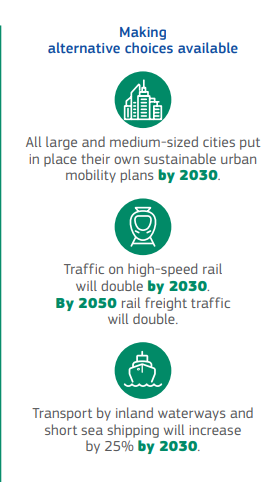 Making
alternative choices available
All large and medium-sized cities put
in place their own sustainable urban
mobility plans by 2030.
Traffic on high-speed rail
will double by 2030.
By 2050 rail freight traffic
will double.
Transport by inland waterways and
short sea shipping will increase
by 25% by 2030.